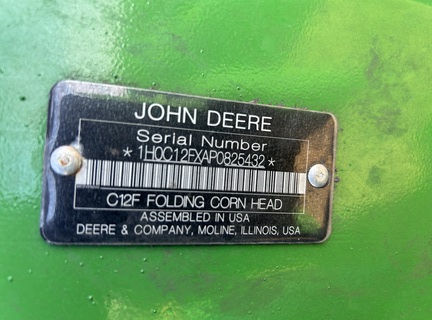 JOHN DEERE
Serial Number
*1H0C12FXAP0825432*
C12F FOLDING CORN HEAD
ASSEMBLED IN USA
DEERE & COMPANY, MOLINE, ILLINOIS, USA